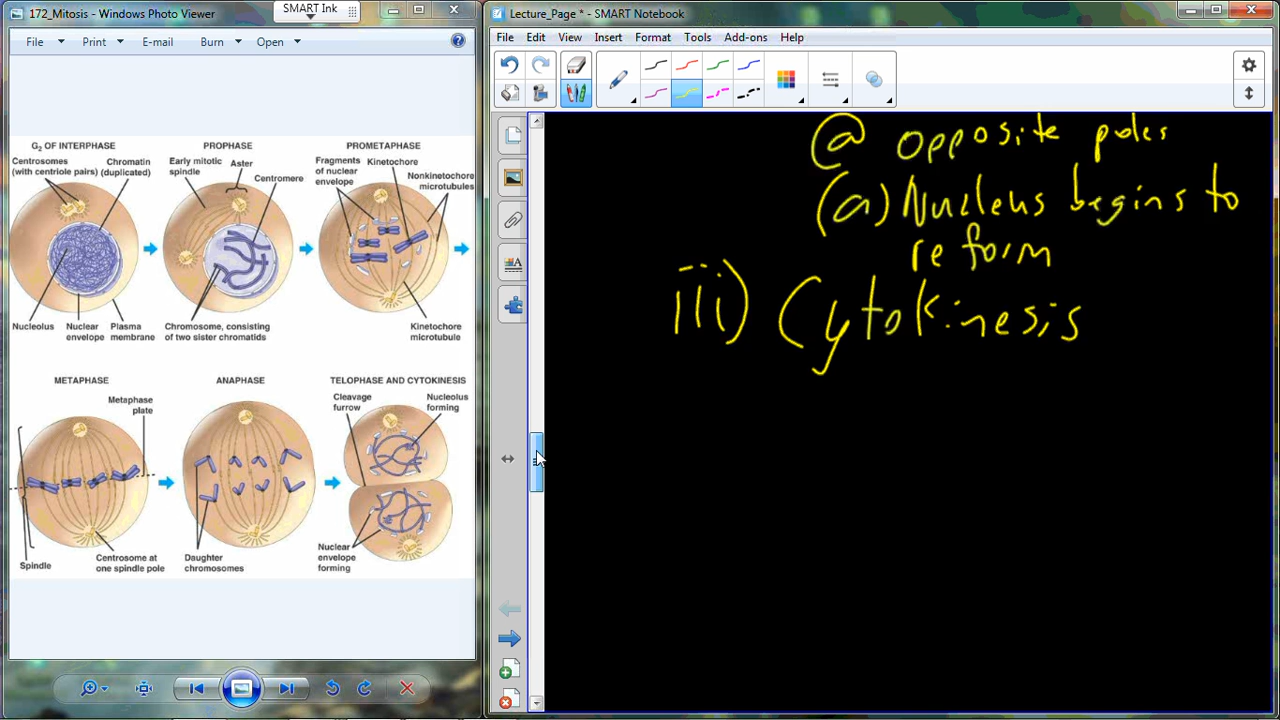 172_Mitosis - Windows Photo Viewer
SMART Ink
File Print E-mail Burn Open
G2 OF INTERPHASE
Centrosomes
(with centriole pairs)
Chromatin
(duplicated)
Nucleolus
Nuclear
envelope
Plasma
membrane
PROPHASE
Early mitotic
spindle
Aster
Centromere
Chromosome, consisting
of two sister chromatids
PROMETAPHASE
Fragments
of nuclear
envelope
Kinetochore
Nonkinetochore
microtubules
Kinetochore
microtubule
METAPHASE
Metaphase
plate
Spindle
Centrosome at
one spindle pole
ANAPHASE
Daughter
chromosomes
TELOPHASE AND CYTOKINESIS
Cleavage
furrow
Nucleolus
forming
Nuclear
envelope
forming
Lecture_Page * - SMART Notebook
File Edit View Insert Format Tools Add-ons Help
@ opposite poles
(a) Nucleus begins to
reform
iii) Cytokinesis